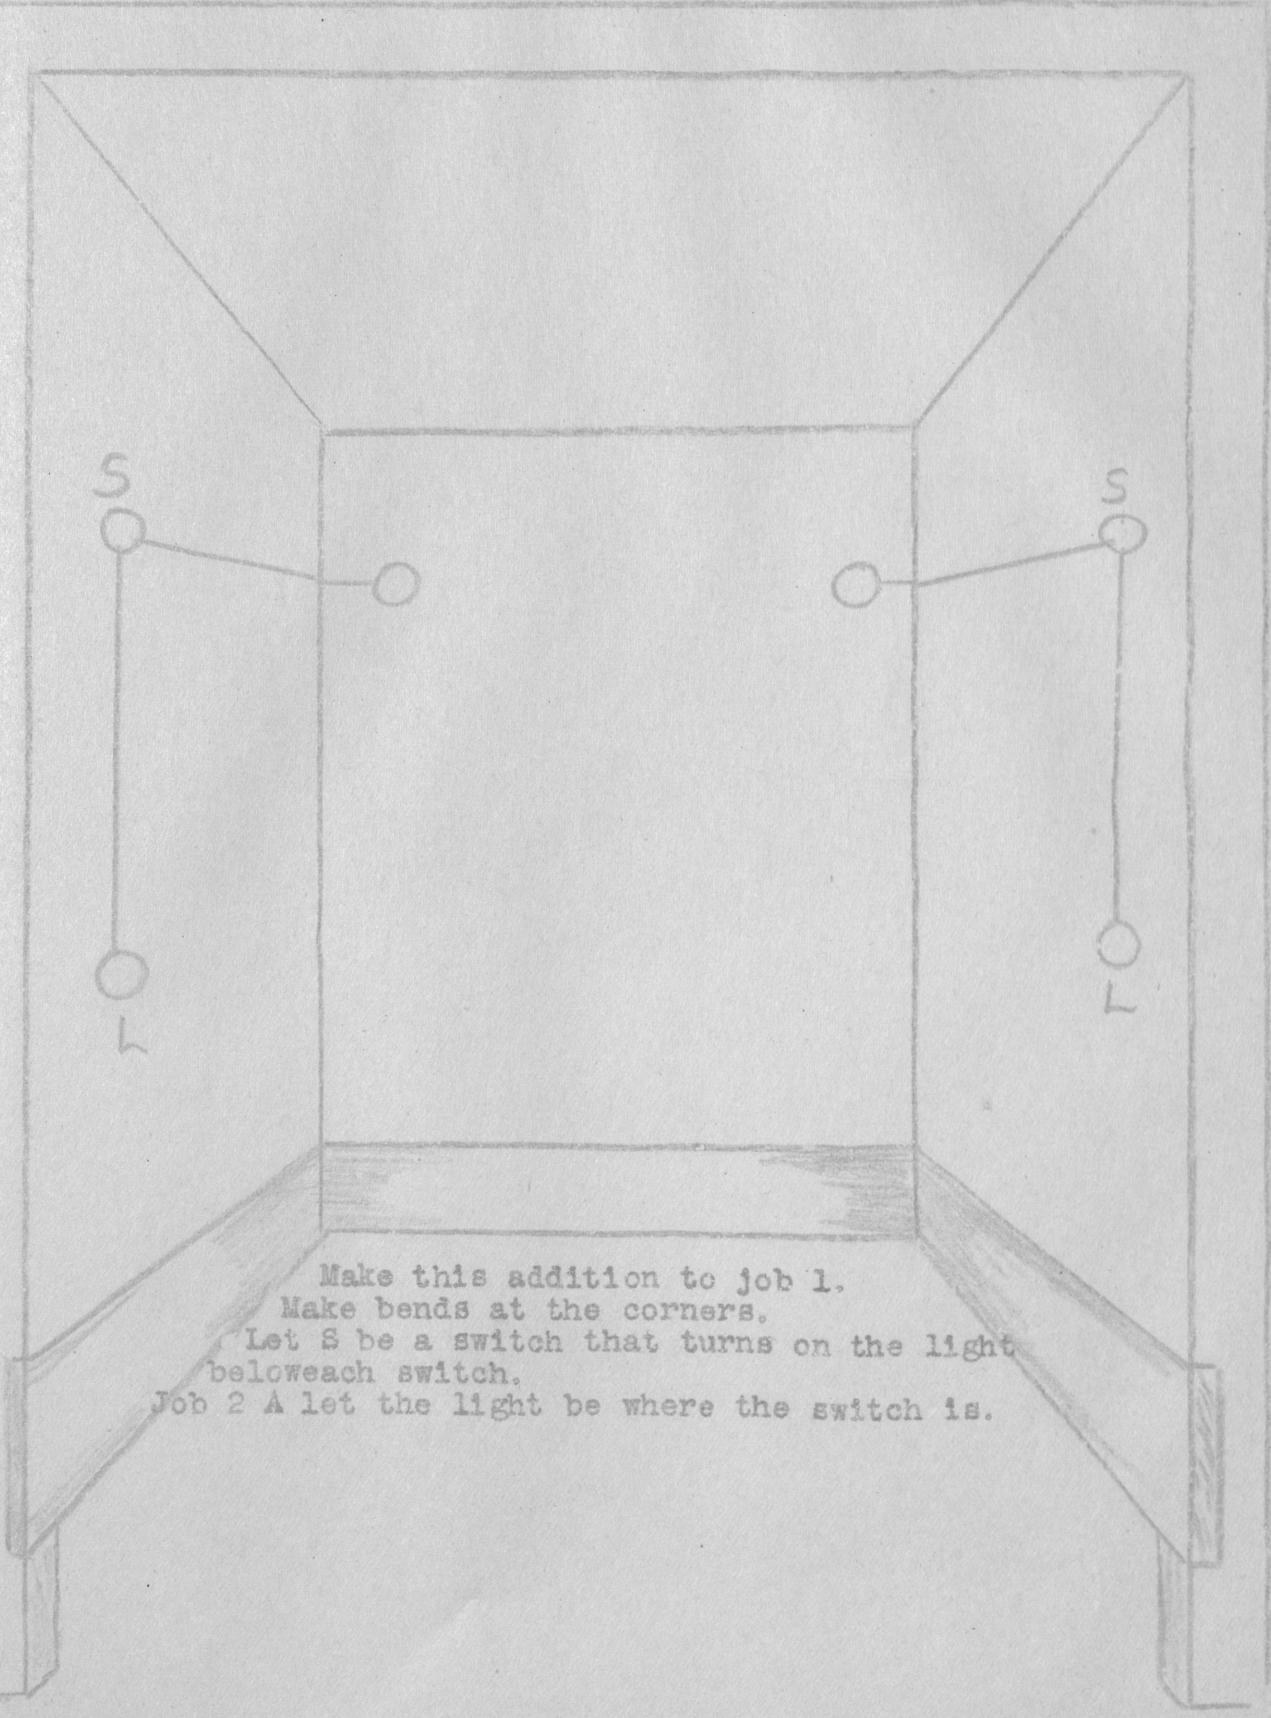 S
S
L
L
Make this addition to job 1.
Make bends at the corners.
Let S be a switch that turns on the light
beloweach switch.
Job 2 A let the light be where the switch is.